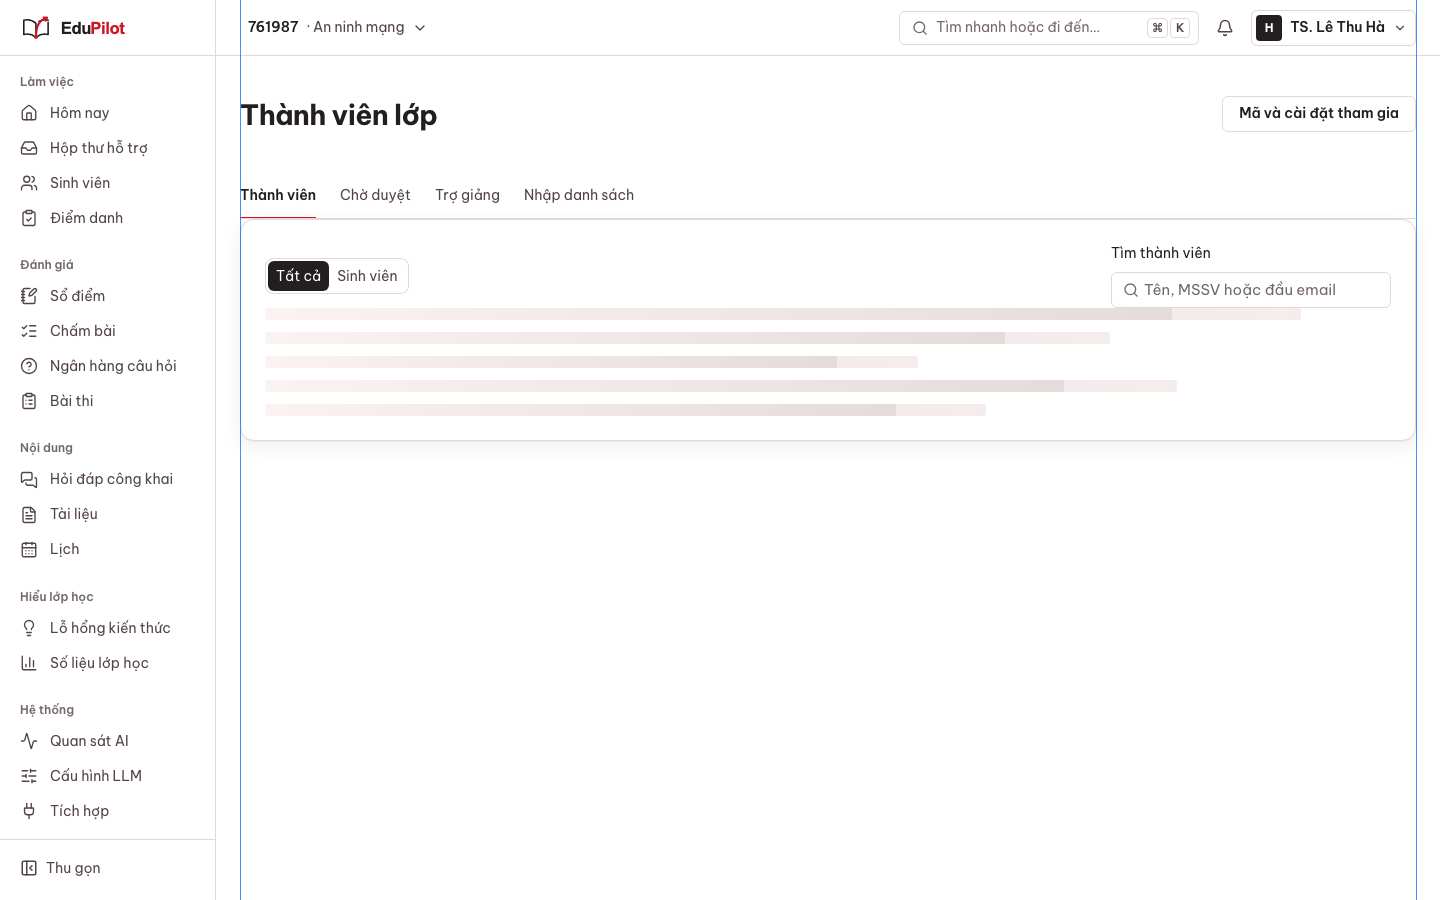 EduPilot
761987 · An ninh mạng
Tìm nhanh hoặc đi đến...
⌘ K
H TS. Lê Thu Hà
Làm việc
Hôm nay
Hộp thư hỗ trợ
Sinh viên
Điểm danh
Đánh giá
Sổ điểm
Chấm bài
Ngân hàng câu hỏi
Bài thi
Nội dung
Hỏi đáp công khai
Tài liệu
Lịch
Hiểu lớp học
Lỗ hổng kiến thức
Số liệu lớp học
Hệ thống
Quan sát AI
Cấu hình LLM
Tích hợp
Thu gọn
Thành viên lớp
Mã và cài đặt tham gia
Thành viên Chờ duyệt Trợ giảng Nhập danh sách
Tất cả Sinh viên
Tìm thành viên
Tên, MSSV hoặc đầu email